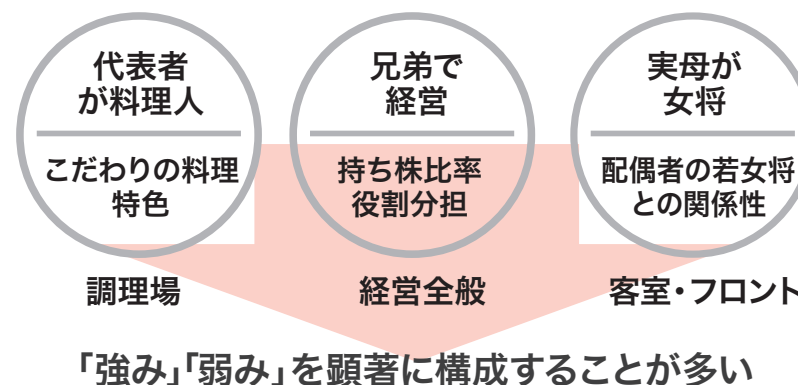 代表者
が料理人
こだわりの料理
特色
調理場
兄弟で
経営
持ち株比率
役割分担
経営全般
実母が
女将
配偶者の若女将
との関係性
客室・フロント
「強み」「弱み」を顕著に構成することが多い